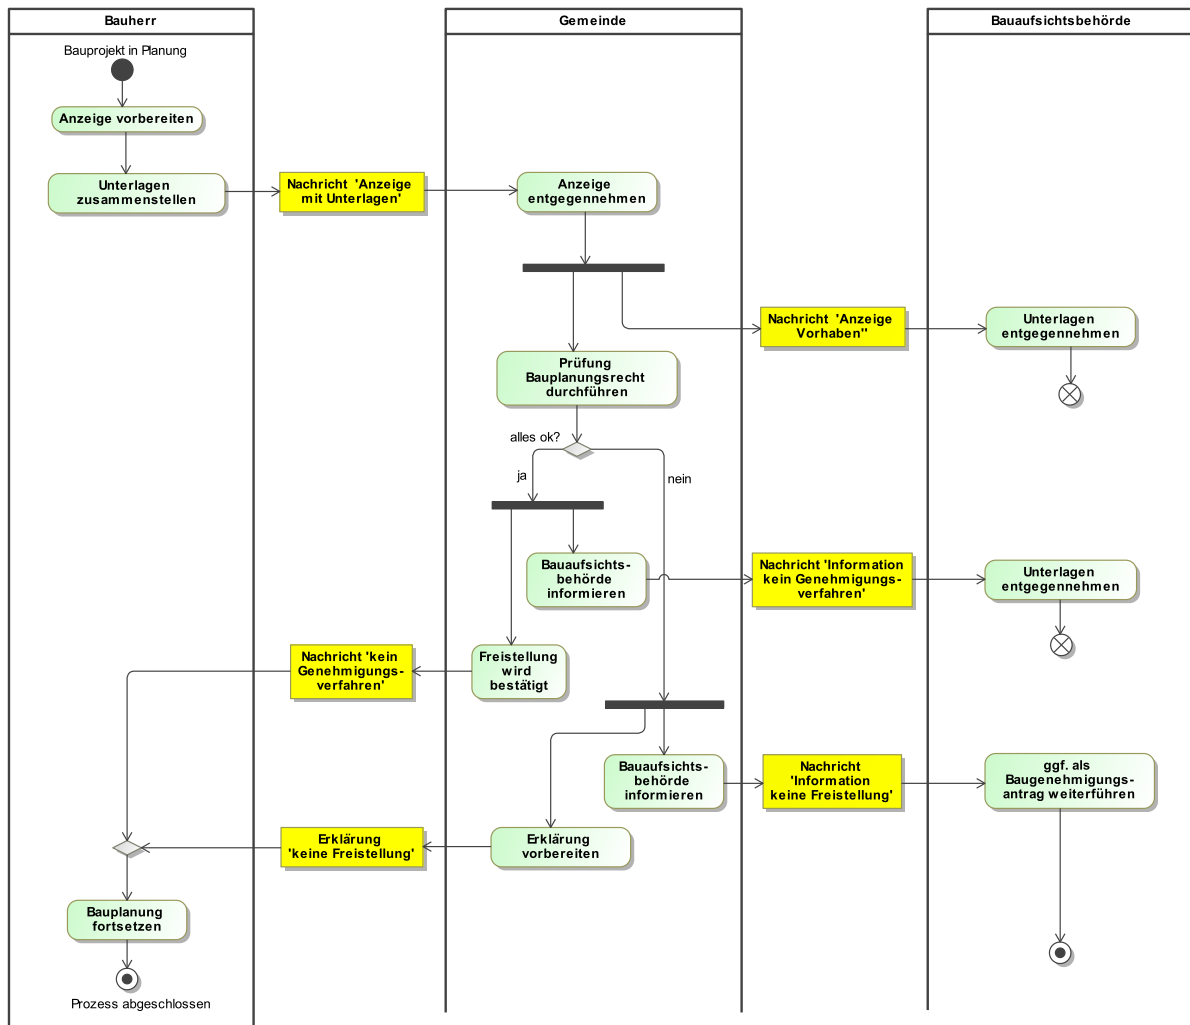 Bauherr
Gemeinde
Bauaufsichtsbehörde
Bauprojekt in Planung
Anzeige vorbereiten
Unterlagen
zusammenstellen
Nachricht 'Anzeige
mit Unterlagen'
Anzeige
entgegennehmen
Nachricht 'Anzeige
Vorhaben"
Unterlagen
entgegennehmen
Prüfung
Bauplanungsrecht
durchführen
alles ok?
ja
nein
Bauaufsichts-
behörde
informieren
Nachricht 'Information
kein Genehmigungs-
verfahren'
Unterlagen
entgegennehmen
Nachricht 'kein
Genehmigungs-
verfahren'
Freistellung
wird
bestätigt
Bauaufsichts-
behörde
informieren
Nachricht
'Information
keine Freistellung'
ggf. als
Baugenehmigungs-
antrag weiterführen
Erklärung
'keine Freistellung'
Erklärung
vorbereiten
Bauplanung
fortsetzen
Prozess abgeschlossen